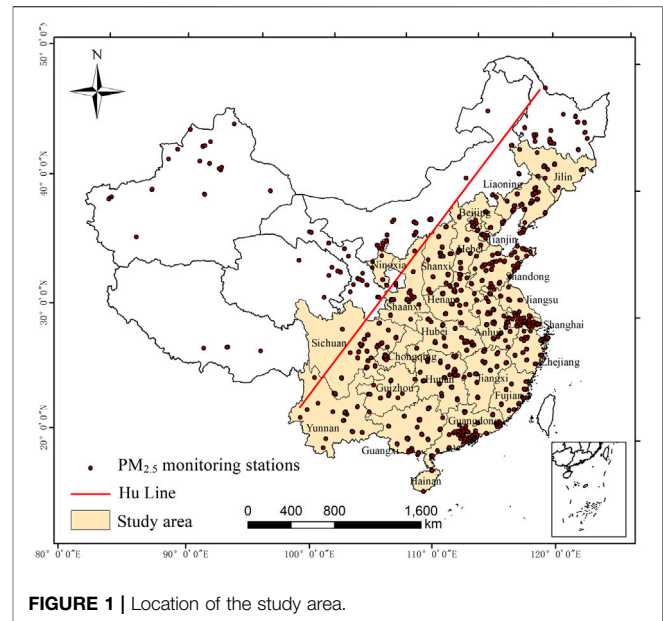 N
50° 0'0"N
40° 0'0"N
30° 0'0"N
20° 0'0"N
Jilin
Liaoning
Beijing
Tianjin
Hebei
Ningxia
Shanxi
Shandong
Shaanxi
Henan
Jiangsu
Shanghai
Anhui
Hubei
Sichuan
Chongqing
Zhejiang
Guizhou
Hunan
Jiangxi
Fujian
Yunnan
Guangxi
Guangdong
Hainan
PM2.5 monitoring stations
Hu Line
Study area
0 400 800 1,600
km
80° 0'0"E 90° 0'0"E 100° 0'0"E 110° 0'0"E 120° 0'0"E
FIGURE 1 | Location of the study area.